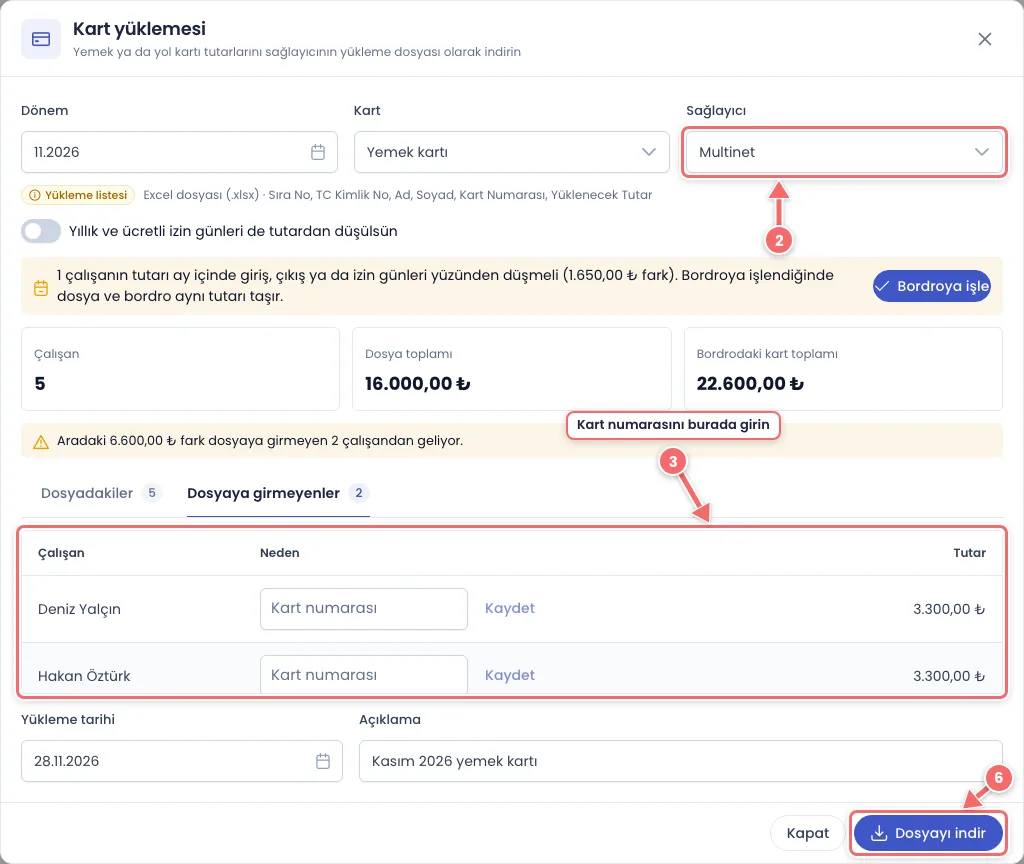 Kart yüklemesi
Yemek ya da yol kartı tutarlarını sağlayıcının yükleme dosyası olarak indirin
Dönem
Kart
Sağlayıcı
11.2026
Yemek kartı
Multinet
Yükleme listesi
Excel dosyası (.xlsx) · Sıra No, TC Kimlik No, Ad, Soyad, Kart Numarası, Yüklenecek Tutar
2
Yıllık ve ücretli izin günleri de tutardan düşülsün
1 çalışanın tutarı ay içinde giriş, çıkış ya da izin günleri yüzünden düşmeli (1.650,00 ₺ fark). Bordroya işlendiğinde
dosya ve bordro aynı tutarı taşır.
Bordroya işle
Çalışan
5
Dosya toplamı
16.000,00 ₺
Bordrodaki kart toplamı
22.600,00 ₺
Kart numarasını burada girin
Aradaki 6.600,00 ₺ fark dosyaya girmeyen 2 çalışandan geliyor.
3
Dosyadakiler 5
Dosyaya girmeyenler 2
Çalışan
Neden
Tutar
Deniz Yalçın
Kart numarası
Kaydet
3.300,00 ₺
Hakan Öztürk
Kart numarası
Kaydet
3.300,00 ₺
Yükleme tarihi
Açıklama
28.11.2026
Kasım 2026 yemek kartı
6
Kapat
Dosyayı indir